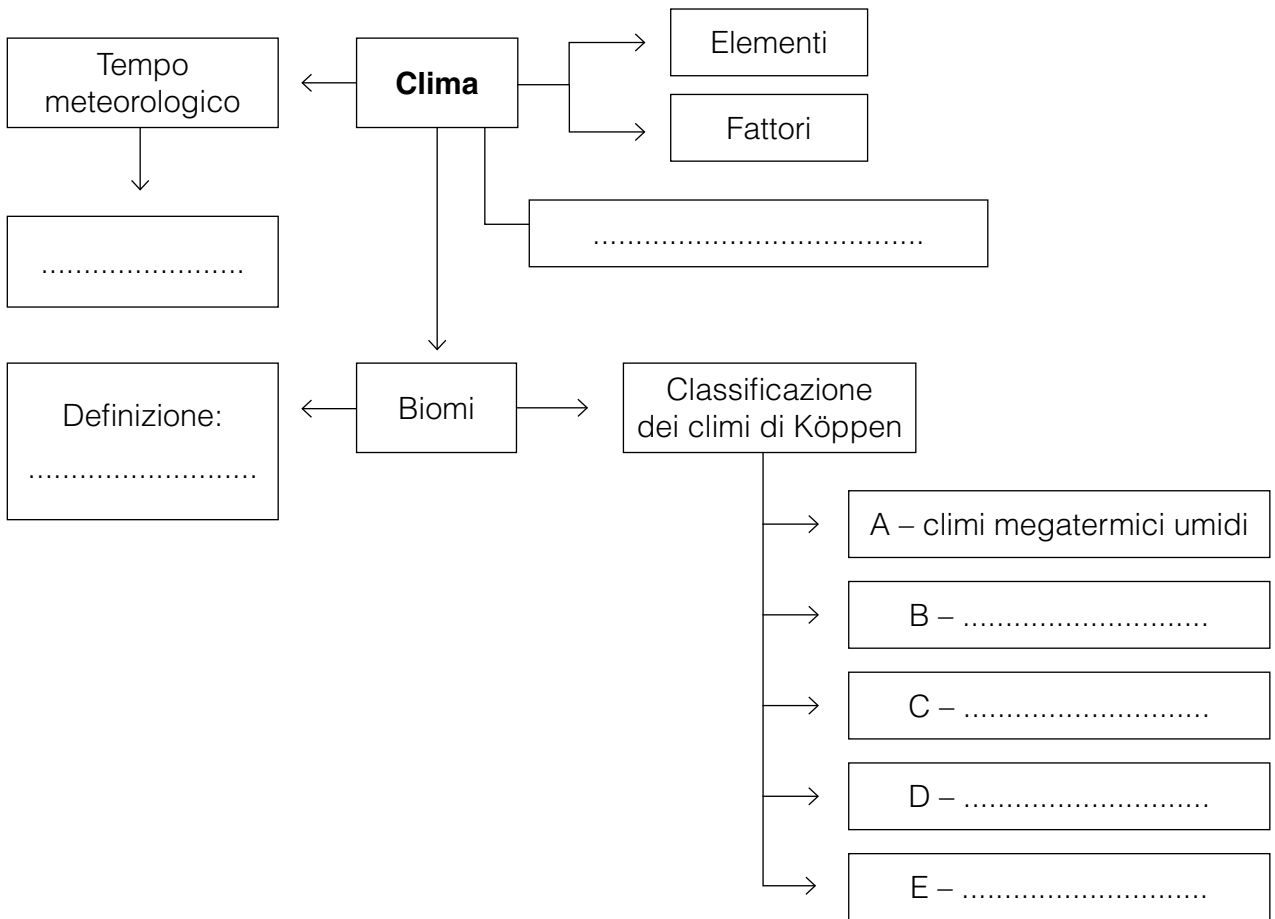 Tempo
meteorologico
Clima
Elementi
Fattori
........................
.......................................
Definizione:
...........................
Biomi
Classificazione
dei climi di Köppen
A – climi megatermici umidi
B – .............................
C – .............................
D – .............................
E – .............................